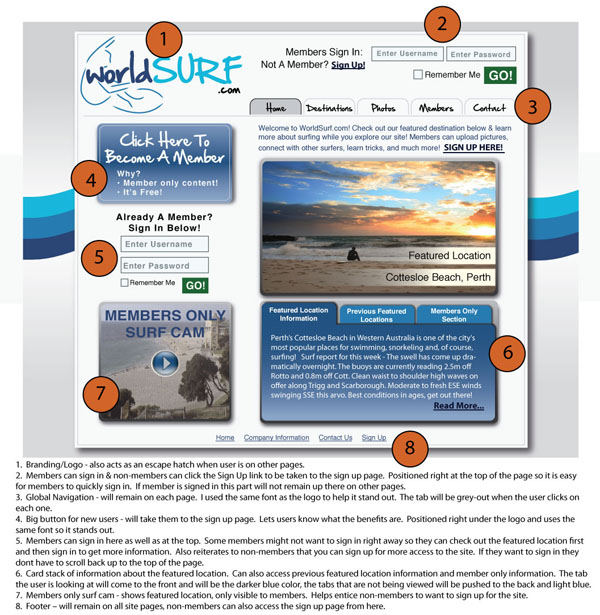 1
2
worldSURF
.com
Members Sign In:
Enter Username
Enter Password
Not A Member? Sign Up!
Remember Me
GO!
Home
Destinations
Photos
Members
Contact
3
Click Here To
Become A Member
Why?
• Member only content!
• It's Free!
4
Welcome to WorldSurf.com! Check out our featured destination below & learn
more about surfing while you explore our site! Members can upload pictures,
connect with other surfers, learn tricks, and much more! SIGN UP HERE!
Featured Location
Cottesloe Beach, Perth
Already A Member?
Sign In Below!
Enter Username
5
Enter Password
Remember Me
GO!
MEMBERS ONLY
SURF CAM
7
Featured Location
Information
Previous Featured
Locations
Members Only
Section
Perth's Cottesloe Beach in Western Australia is one of the city's
most popular places for swimming, snorkeling and, of course,
surfing! Surf report for this week - The swell has come up dra-
matically overnight. The buoys are currently reading 2.5m off
Rotto and 0.8m off Cott. Clean waist to shoulder high waves on
offer along Trigg and Scarborough. Moderate to fresh ESE winds
swinging SSE this arvo. Best conditions in ages, get out there!
Read More...
6
Home
Company Information
Contact Us
Sign Up
8
1. Branding/Logo - also acts as an escape hatch when user is on other pages.
2. Members can sign in & non-members can click the Sign Up link to be taken to the sign up page. Positioned right at the top of the page so it is easy
for members to quickly sign in. If member is signed in this part will not remain up there on other pages.
3. Global Navigation - will remain on each page. I used the same font as the logo to help it stand out. The tab will be grey-out when the user clicks on
each one.
4. Big button for new users - will take them to the sign up page. Lets users know what the benefits are. Positioned right under the logo and uses the
same font so it stands out.
5. Members can sign in here as well as at the top. Some members might not want to sign in right away so they can check out the featured location first
and then sign in to get more information. Also reiterates to non-members that you can sign up for more access to the site. If they want to sign in they
dont have to scroll back up to the top of the page.
6. Card stack of information about the featured location. Can also access previous featured location information and member only information. The tab
the user is looking at will come to the front and will be the darker blue color, the tabs that are not being viewed will be pushed to the back and light blue.
7. Members only surf cam - shows featured location, only visible to members. Helps entice non-members to want to sign up for the site.
8. Footer – will remain on all site pages, non-members can also access the sign up page from here.